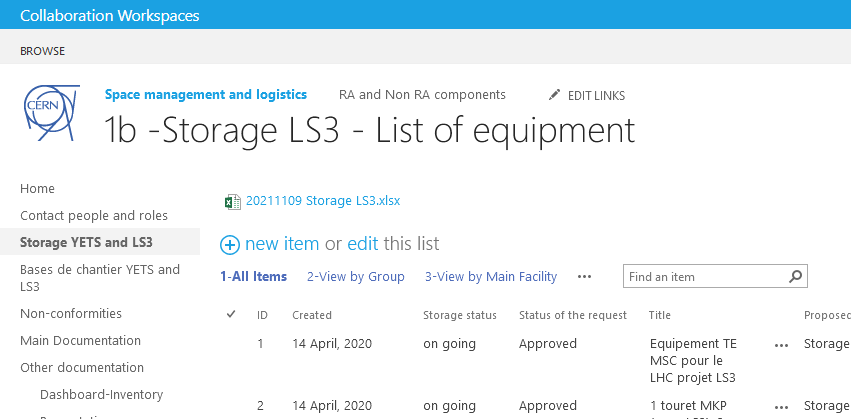 Collaboration Workspaces
BROWSE
CERN
Space management and logistics RA and Non RA components EDIT LINKS
1b -Storage LS3 - List of equipment
Home
Contact people and roles
Storage YETS and LS3
Bases de chantier YETS and
LS3
Non-conformities
Main Documentation
Other documentation
Dashboard-Inventory
20211109 Storage LS3.xlsx
new item or edit this list
1-All Items 2-View by Group 3-View by Main Facility ••• Find an item
ID Created Storage status Status of the request Title Proposed
1 14 April, 2020 on going Approved Equipement TE ••• Storage
MSC pour le
LHC projet LS3
2 14 April, 2020 on going Approved 1 touret MKP ••• Storage